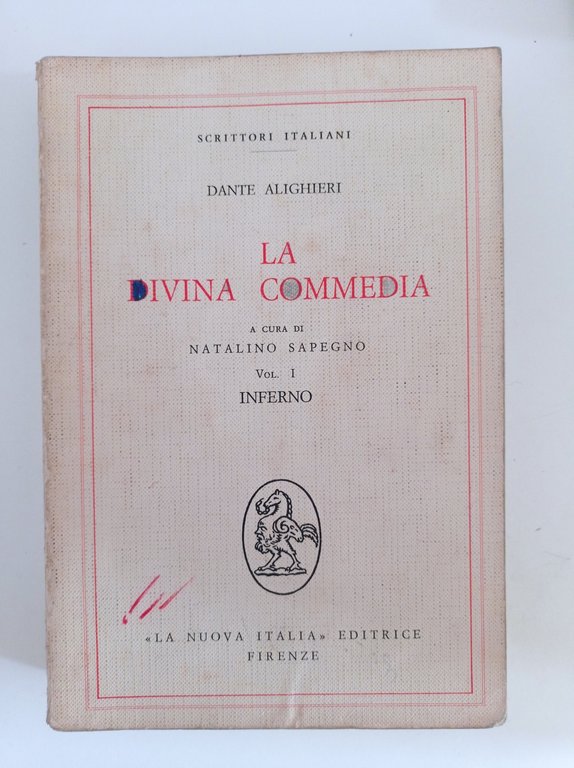 SCRITTORI ITALIANI
DANTE ALIGHIERI
LA
DIVINA COMMEDIA
A CURA DI
NATALINO SAPEGNO
VOL. I
INFERNO
«LA NUOVA ITALIA» EDITRICE
FIRENZE